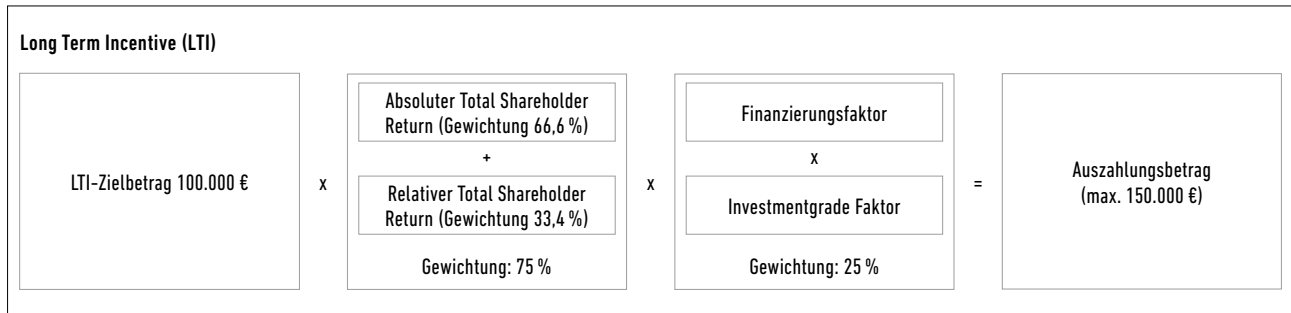 Long Term Incentive (LTI)
LTI-Zielbetrag 100.000 €
x
Absoluter Total Shareholder
Return (Gewichtung 66,6 %)
+
Relativer Total Shareholder
Return (Gewichtung 33,4 %)
Gewichtung: 75 %
x
Finanzierungsfaktor
x
Investmentgrade Faktor
Gewichtung: 25 %
=
Auszahlungsbetrag
(max. 150.000 €)